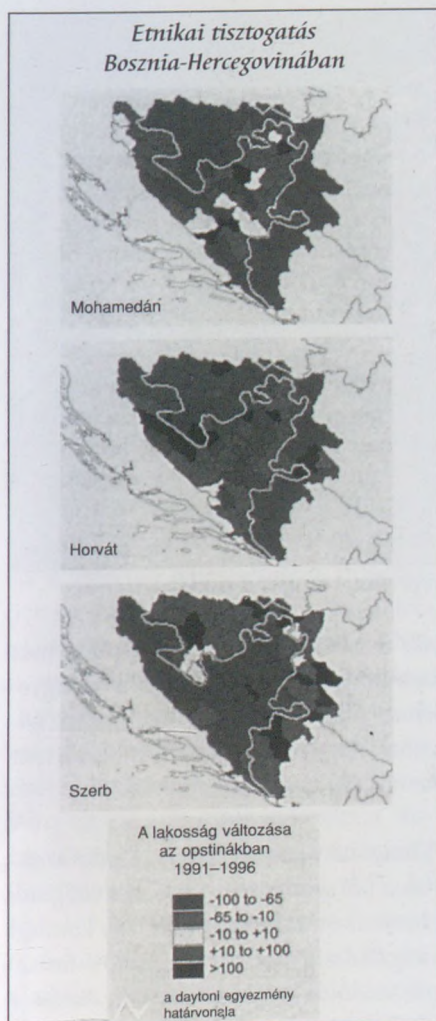 Etnikai tisztogatás
Bosznia-Hercegovinában
Mohamedán
Horvát
Szerb
A lakosság változása
az opstinákban
1991–1996
-100 to -65
-65 to -10
-10 to +10
+10 to +100
>100
a daytoni egyezmény
határvonala